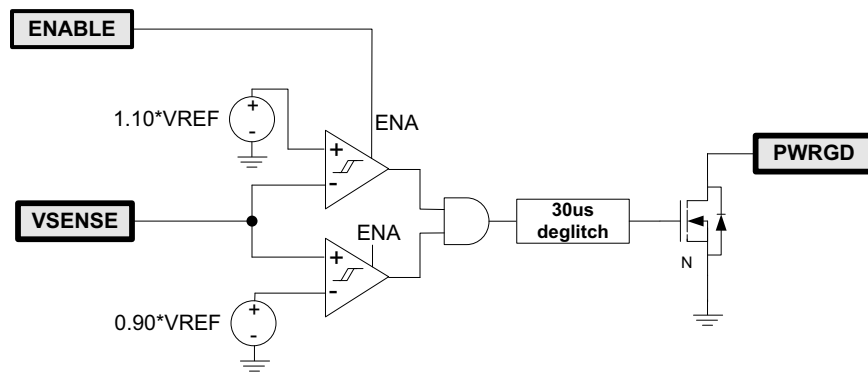 ENABLE
+
-
1.10*VREF
ENA
+
-
PWRGD
VSENSE
30us
deglitch
ENA
+
-
N
+
-
0.90*VREF